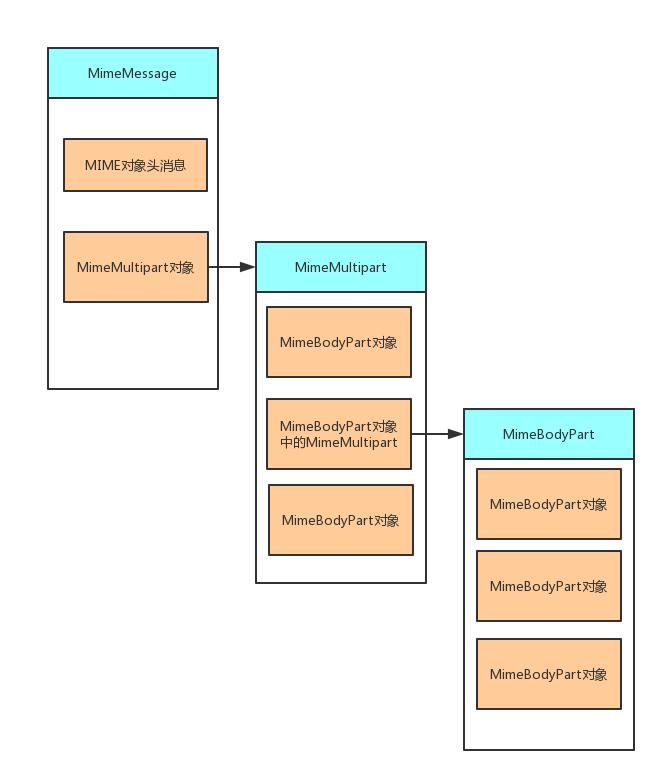 MimeMessage
MIME对象头消息
MimeMultipart对象
MimeMultipart
MimeBodyPart对象
MimeBodyPart对象
中的MimeMultipart
MimeBodyPart对象
MimeBodyPart
MimeBodyPart对象
MimeBodyPart对象
MimeBodyPart对象